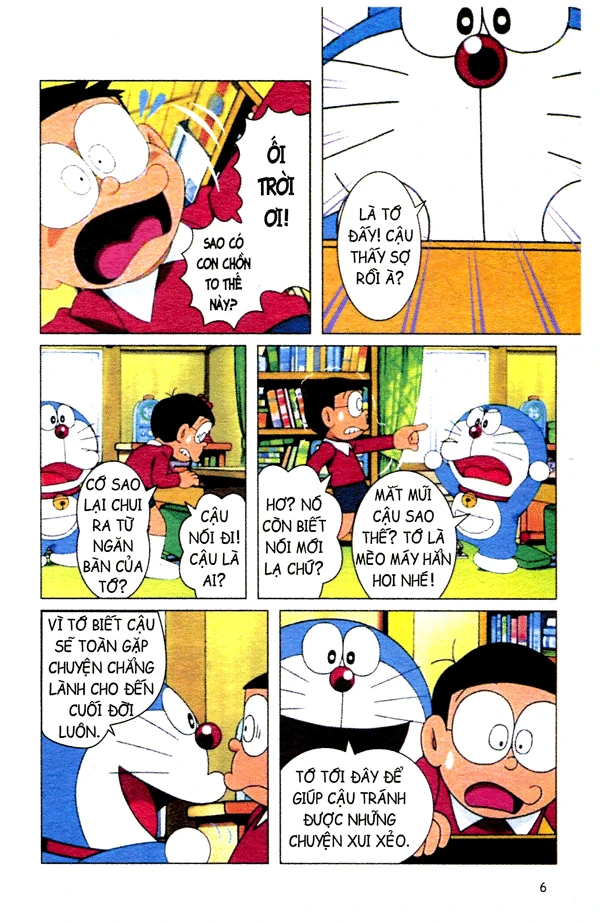 LÀ TỚ
ĐẤY! CẬU
THẤY SỢ
RỒI À?
ỐI
TRỜI
ƠI!
SAO CÓ
CON CHỒN
TO THẾ
NÀY?
MẮT MŨI
CẬU SAO
THẾ? TỚ LÀ
MÈO MÁY HẲN
HOI NHÉ!
HƠ? NÓ
CÒN BIẾT
NÓI MỚI
LẠ CHỨ?
CẬU
NÓI ĐI!
CẬU LÀ
AI?
CỚ SAO
LẠI CHUI
RA TỪ
NGĂN
BÀN CỦA
TỚ?
TỚ TỚI ĐÂY ĐỂ
GIÚP CẬU TRÁNH
ĐƯỢC NHỮNG
CHUYỆN XUI XẺO.
VÌ TỚ BIẾT CẬU
SẼ TOÀN GẶP
CHUYỆN CHẲNG
LÀNH CHO ĐẾN
CUỐI ĐỜI
LUÔN.
6